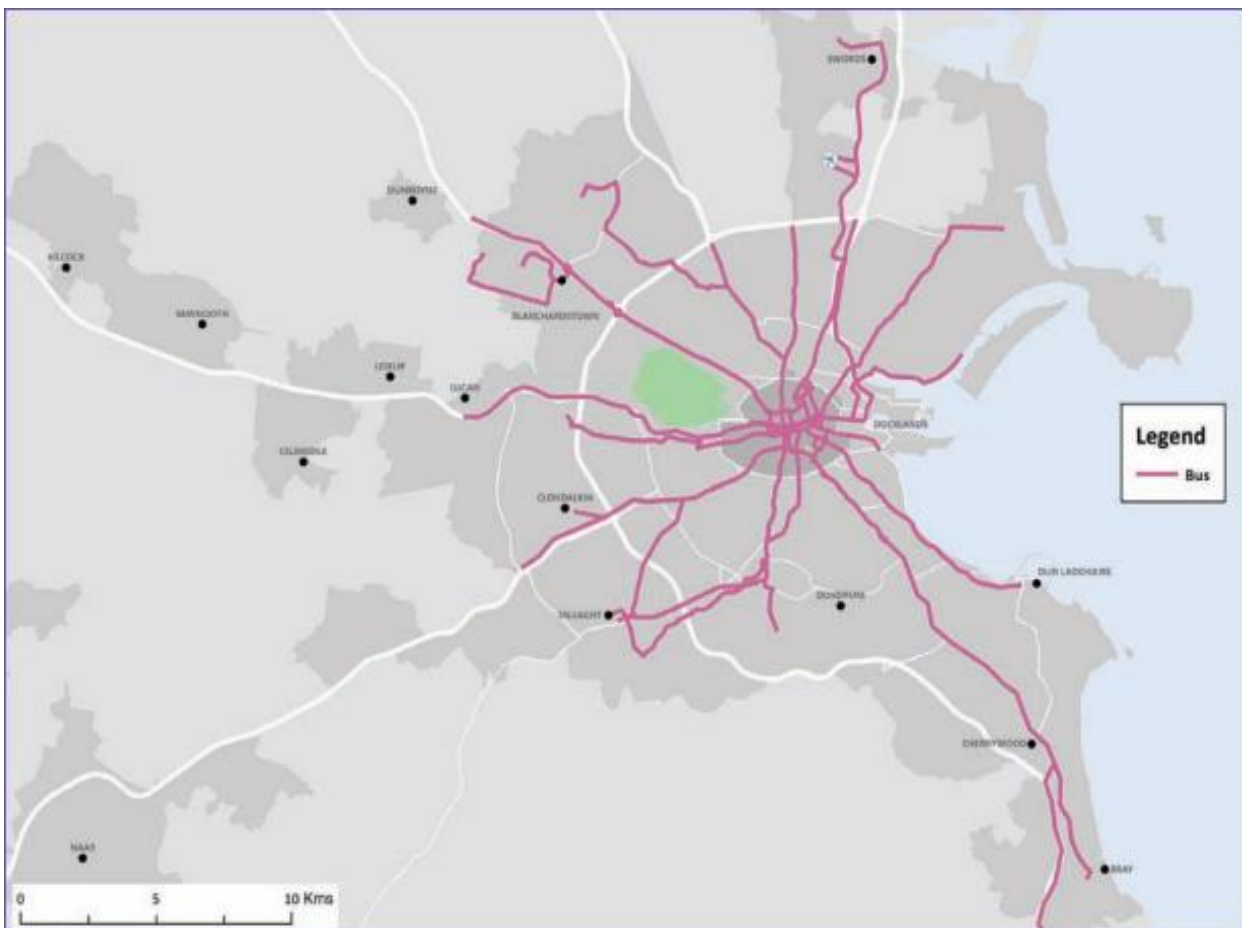 SWORDS
DUNBOYNE
KILCOCK
MAYNOOTH
BLANCHARDSTOWN
LEIXLIP
LUCAN
DOCKLANDS
Legend
Bus
CELBRIDGE
CLONDALKIN
DUN LAOGHAIRE
DUNDRUM
TALLAGHT
CHERRYWOOD
NAAS
BRAY
0 5 10 Kms